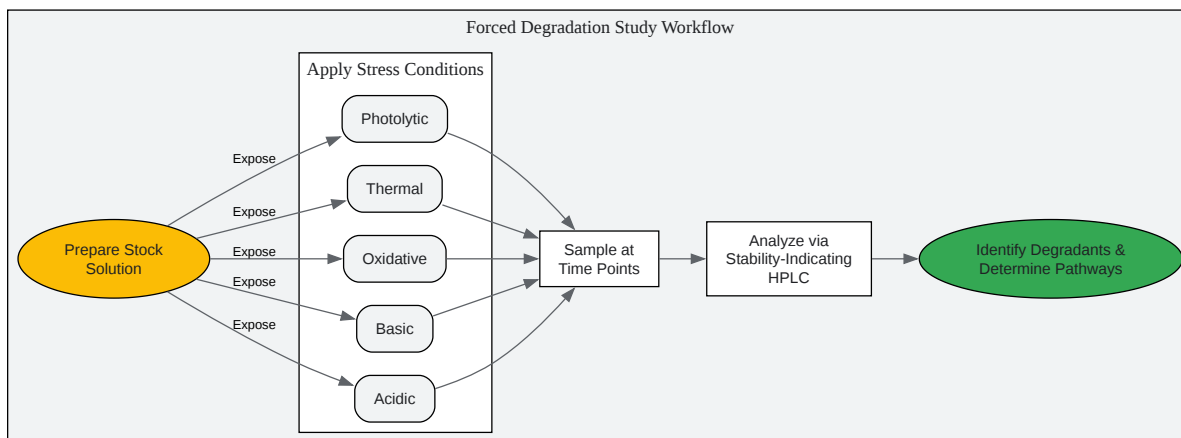 Forced Degradation Study Workflow
Apply Stress Conditions
Photolytic
Expose
Thermal
Expose
Prepare Stock
Solution
Expose
Oxidative
Sample at
Time Points
Analyze via
Stability-Indicating
HPLC
Identify Degradants &
Determine Pathways
Expose
Basic
Expose
Acidic